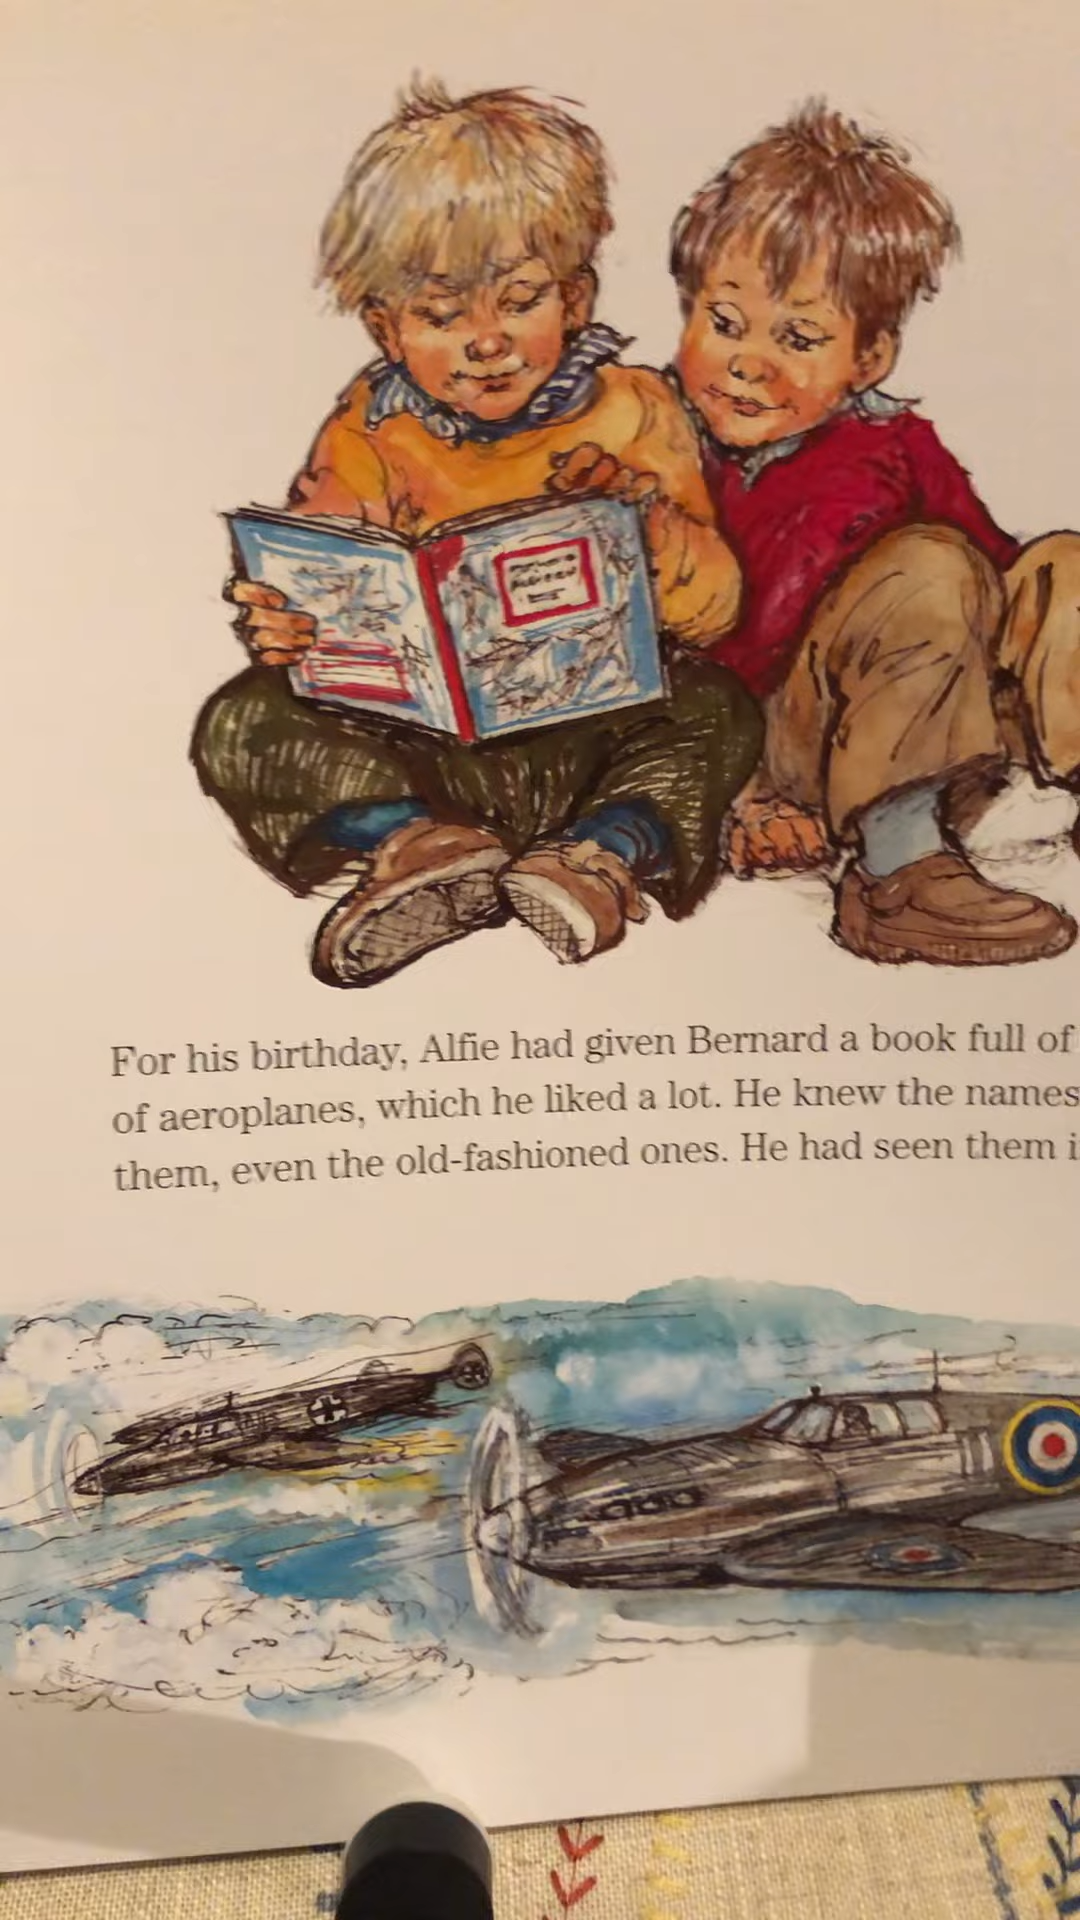 For his birthday, Alfie had given Bernard a book full of
of aeroplanes, which he liked a lot. He knew the names
them, even the old-fashioned ones. He had seen them i